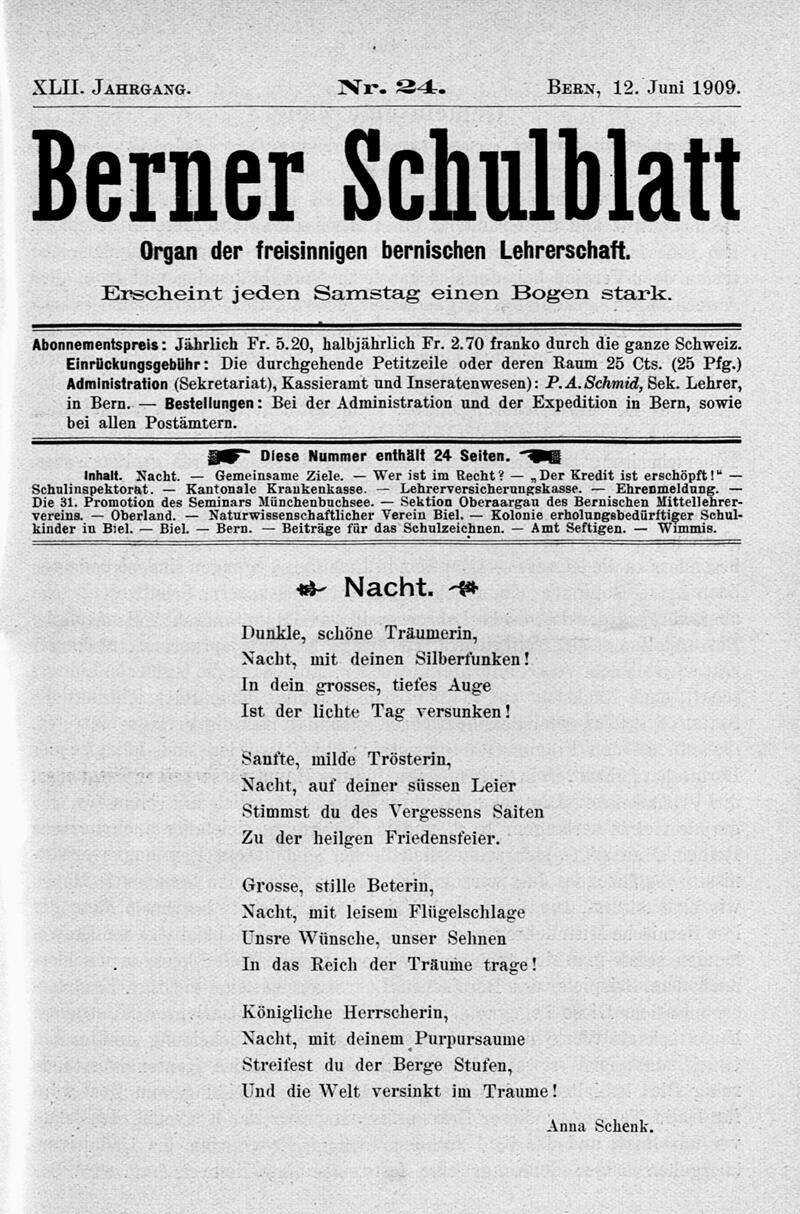 XLII. JAHRGANG. Nr. 24. BERN, 12. Juni 1909.
Berner Schulblatt
Organ der freisinnigen bernischen Lehrerschaft.
Erscheint jeden Samstag einen Bogen stark.
Abonnementspreis: Jährlich Fr. 5.20, halbjährlich Fr. 2.70 franko durch die ganze Schweiz.
Einrückungsgebühr: Die durchgehende Petitzeile oder deren Raum 25 Cts. (25 Pfg.)
Administration (Sekretariat), Kassieramt und Inseratenwesen): P. A. Schmid, Sek. Lehrer,
in Bern. — Bestellungen: Bei der Administration und der Expedition in Bern, sowie
bei allen Postämtern.
Diese Nummer enthält 24 Seiten.
Inhalt. Nacht. — Gemeinsame Ziele. — Wer ist im Recht? — „Der Kredit ist erschöpft!“ —
Schulinspektorat. — Kantonale Krankenkasse. — Lehrerversicherungskasse. — Ehrenmeldung. —
Die 31. Promotion des Seminars Münchenbuchsee. — Sektion Oberaargau des Bernischen Mittellehrer-
vereins. — Oberland. — Naturwissenschaftlicher Verein Biel. — Kolonie erholungsbedürftiger Schul-
kinder in Biel. — Biel. — Bern. — Beiträge für das Schulzeichnen. — Amt Seftigen. — Wimmis.
Nacht.
Dunkle, schöne Träumerin,
Nacht, mit deinen Silberfunken!
In dein grosses, tiefes Auge
Ist der lichte Tag versunken!
Sanfte, milde Trösterin,
Nacht, auf deiner süssen Leier
Stimmst du des Vergessens Saiten
Zu der heilgen Friedensfeier.
Grosse, stille Beterin,
Nacht, mit leisem Flügelschlage
Unsre Wünsche, unser Sehnen
In das Reich der Träume trage!
Königliche Herrscherin,
Nacht, mit deinem Purpursaume
Streifest du der Berge Stufen,
Und die Welt versinkt im Traume!
Anna Schenk.